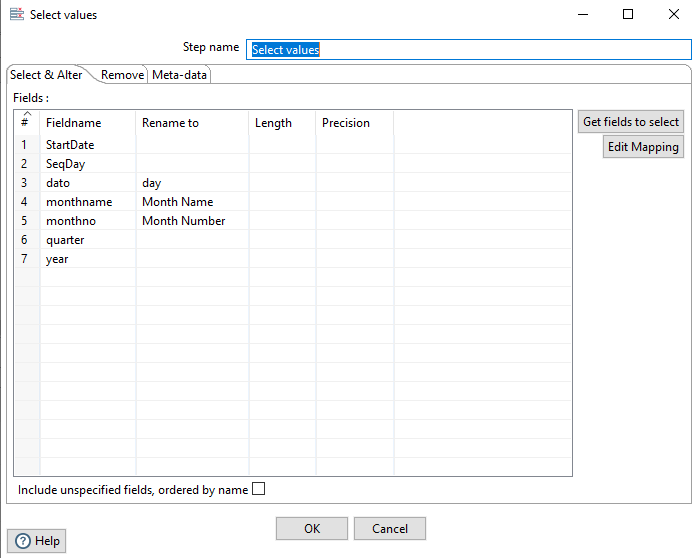 Select values
Step name Select values
Select & Alter Remove Meta-data
Fields :
# Fieldname Rename to Length Precision
Get fields to select
Edit Mapping
1 StartDate
2 SeqDay
3 dato day
4 monthname Month Name
5 monthno Month Number
6 quarter
7 year
Include unspecified fields, ordered by name
OK Cancel
Help